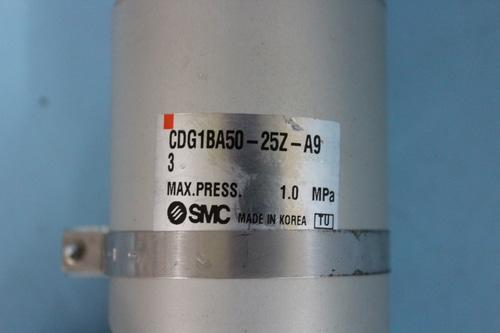 CDG1BA50-25Z-A9
3
MAX.PRESS. 1.0 MPa
SMC MADE IN KOREA YU